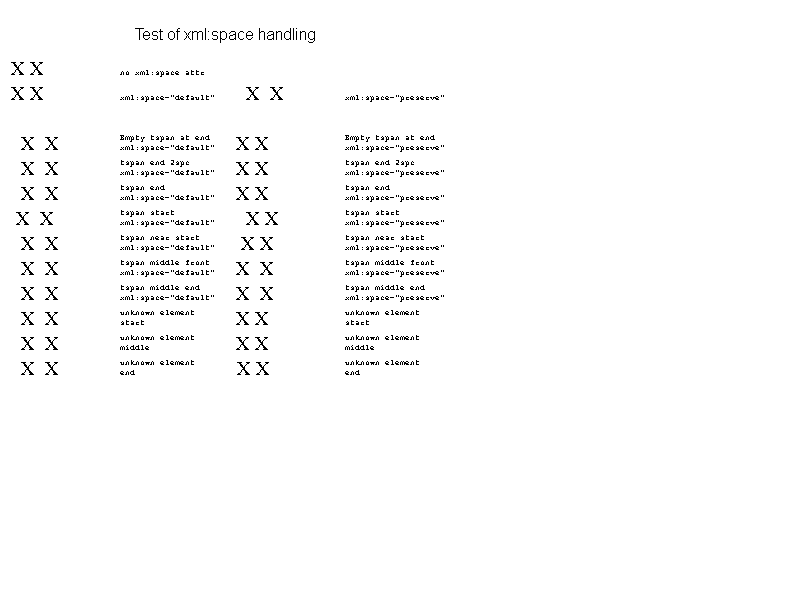 Test of xml:space handling
X X no xml:space attr
X X xml:space="default" X X xml:space="preserve"
X X Empty tspan at end X X Empty tspan at end
xml:space="default" xml:space="preserve"
X X tspan end 2spc X X tspan end 2spc
xml:space="default" xml:space="preserve"
X X tspan end X X tspan end
xml:space="default" xml:space="preserve"
X X tspan start X X tspan start
xml:space="default" xml:space="preserve"
X X tspan near start X X tspan near start
xml:space="default" xml:space="preserve"
X X tspan middle front X X tspan middle front
xml:space="default" xml:space="preserve"
X X tspan middle end X X tspan middle end
xml:space="default" xml:space="preserve"
X X unknown element X X unknown element
start start
X X unknown element X X unknown element
middle middle
X X unknown element X X unknown element
end end